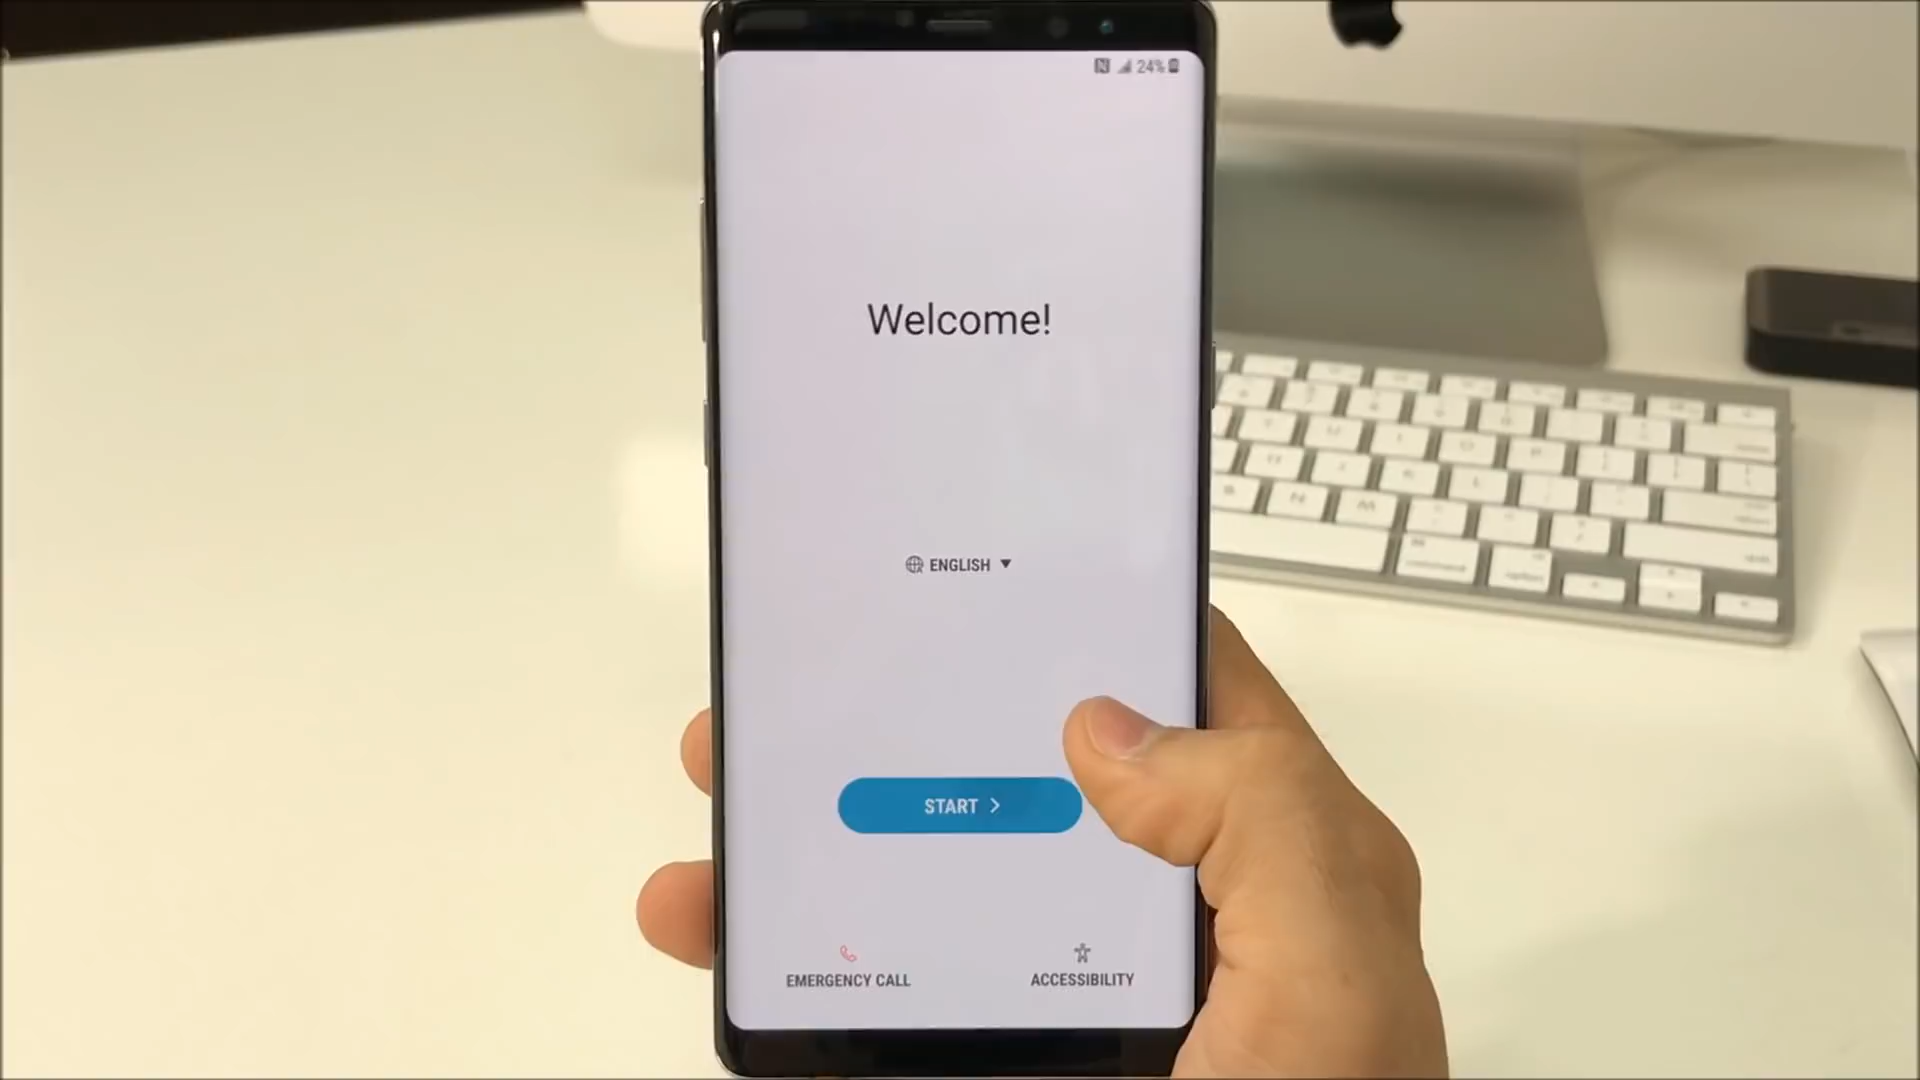 24%
Welcome!
ENGLISH
START
EMERGENCY CALL
ACCESSIBILITY